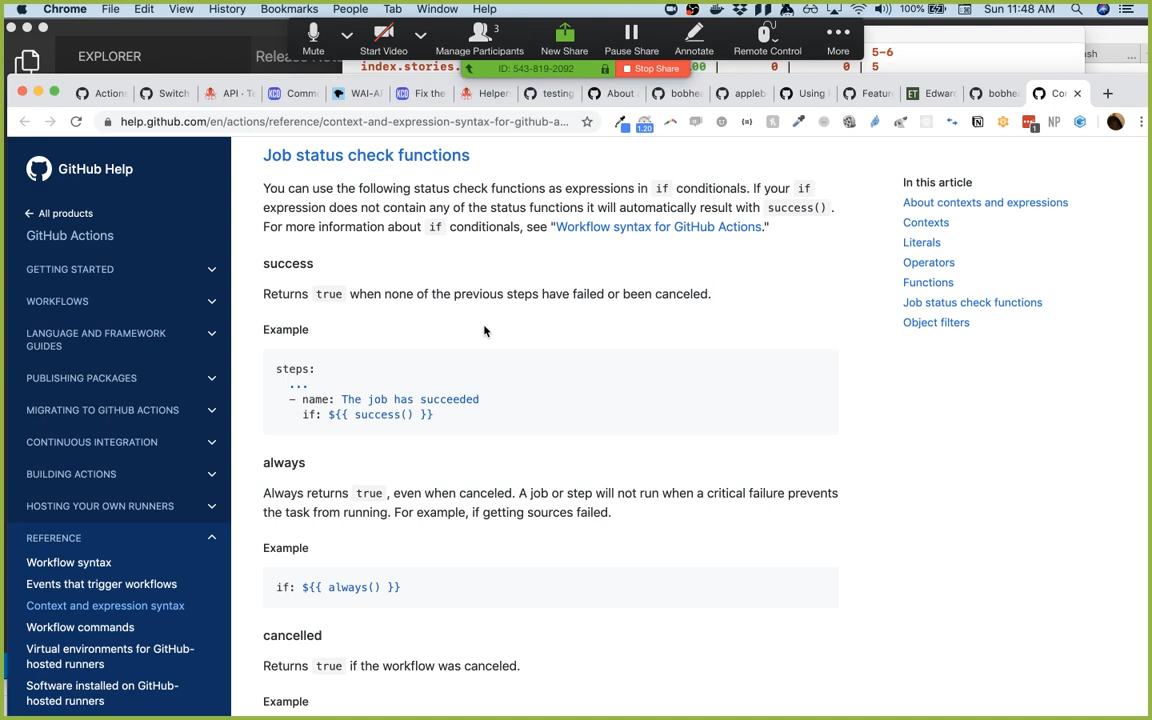 Chrome File Edit View History Bookmarks People Tab Window Help 100% Sun 11:48 AM
EXPLORER
Mute Start Video Manage Participants 3 New Share Pause Share Annotate Remote Control More
5-6
index.stories. 00 | 0 | 0 | 5
ID: 543-819-2092 Stop Share
Action Switch API · T Comm WAI-A Fix the Helper testing About bobhe appleb Using Featur Edwar bobhe Co
help.github.com/en/actions/reference/context-and-expression-syntax-for-github-a...
1.20
NP
GitHub Help
All products
GitHub Actions
GETTING STARTED
WORKFLOWS
LANGUAGE AND FRAMEWORK
GUIDES
PUBLISHING PACKAGES
MIGRATING TO GITHUB ACTIONS
CONTINUOUS INTEGRATION
BUILDING ACTIONS
HOSTING YOUR OWN RUNNERS
REFERENCE
Workflow syntax
Events that trigger workflows
Context and expression syntax
Workflow commands
Virtual environments for GitHub-
hosted runners
Software installed on GitHub-
hosted runners
Job status check functions
You can use the following status check functions as expressions in if conditionals. If your if
expression does not contain any of the status functions it will automatically result with success() .
For more information about if conditionals, see "Workflow syntax for GitHub Actions."
success
Returns true when none of the previous steps have failed or been canceled.
Example
steps:
...
- name: The job has succeeded
if: ${{ success() }}
always
Always returns true , even when canceled. A job or step will not run when a critical failure prevents
the task from running. For example, if getting sources failed.
Example
if: ${{ always() }}
cancelled
Returns true if the workflow was canceled.
Example
In this article
About contexts and expressions
Contexts
Literals
Operators
Functions
Job status check functions
Object filters